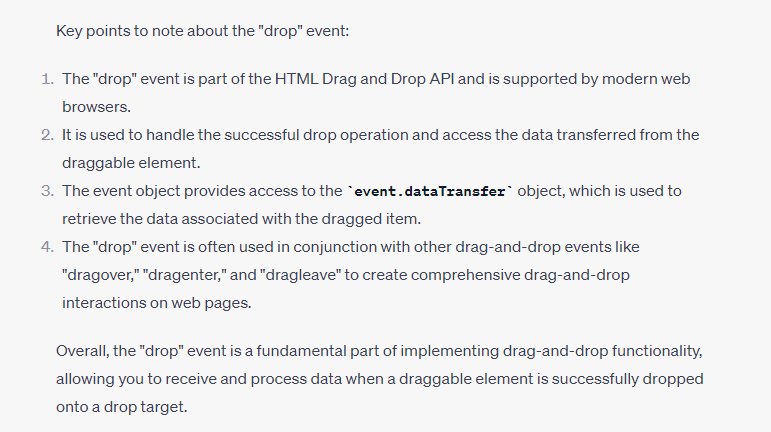 Key points to note about the "drop" event:
1. The "drop" event is part of the HTML Drag and Drop API and is supported by modern web
browsers.
2. It is used to handle the successful drop operation and access the data transferred from the
draggable element.
3. The event object provides access to the `event.dataTransfer` object, which is used to
retrieve the data associated with the dragged item.
4. The "drop" event is often used in conjunction with other drag-and-drop events like
"dragover," "dragenter," and "dragleave" to create comprehensive drag-and-drop
interactions on web pages.
Overall, the "drop" event is a fundamental part of implementing drag-and-drop functionality,
allowing you to receive and process data when a draggable element is successfully dropped
onto a drop target.